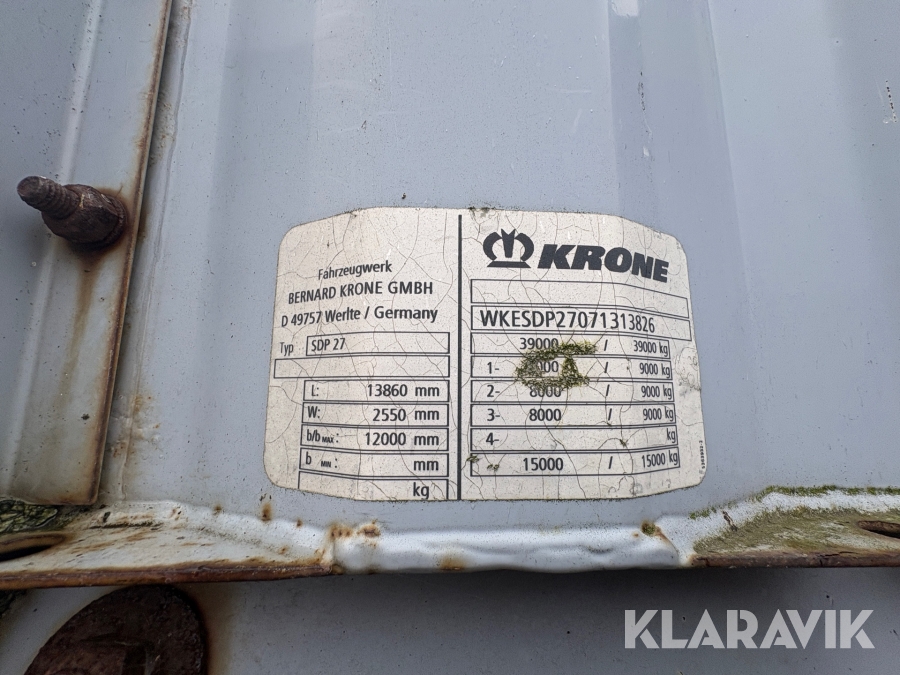 Fahrzeugwerk
BERNARD KRONE GMBH
D 49757 Werlte / Germany
Typ SDP 27
L: 13860 mm
W: 2550 mm
b/b MAX: 12000 mm
b MIN: mm
kg
KRONE
WKESDP27071313826
39000 / 39000 kg
1- / 9000 kg
2- 8000 / 9000 kg
3- 8000 / 9000 kg
4- kg
15000 / 15000 kg
KLARAVIK